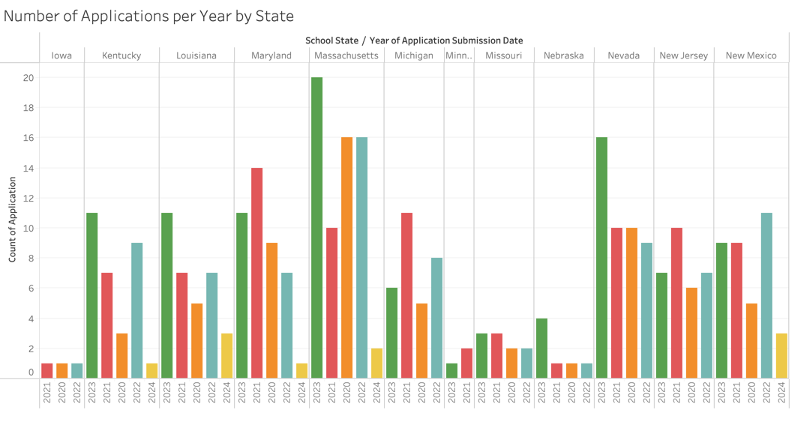 Number of Applications per Year by State
School State / Year of Application Submission Date
Iowa Kentucky Louisiana Maryland Massachusetts Michigan Minn.. Missouri Nebraska Nevada New Jersey New Mexico
Count of Application
20
18
16
14
12
10
8
6
4
2
0
2021 2020 2022 2023 2021 2020 2022 2024 2023 2021 2020 2022 2024 2023 2021 2020 2022 2024 2023 2021 2020 2022 2024 2023 2021 2020 2022 2023 2021 2023 2021 2020 2022 2023 2021 2020 2022 2023 2021 2020 2022 2023 2021 2020 2022 2023 2021 2020 2022 2024